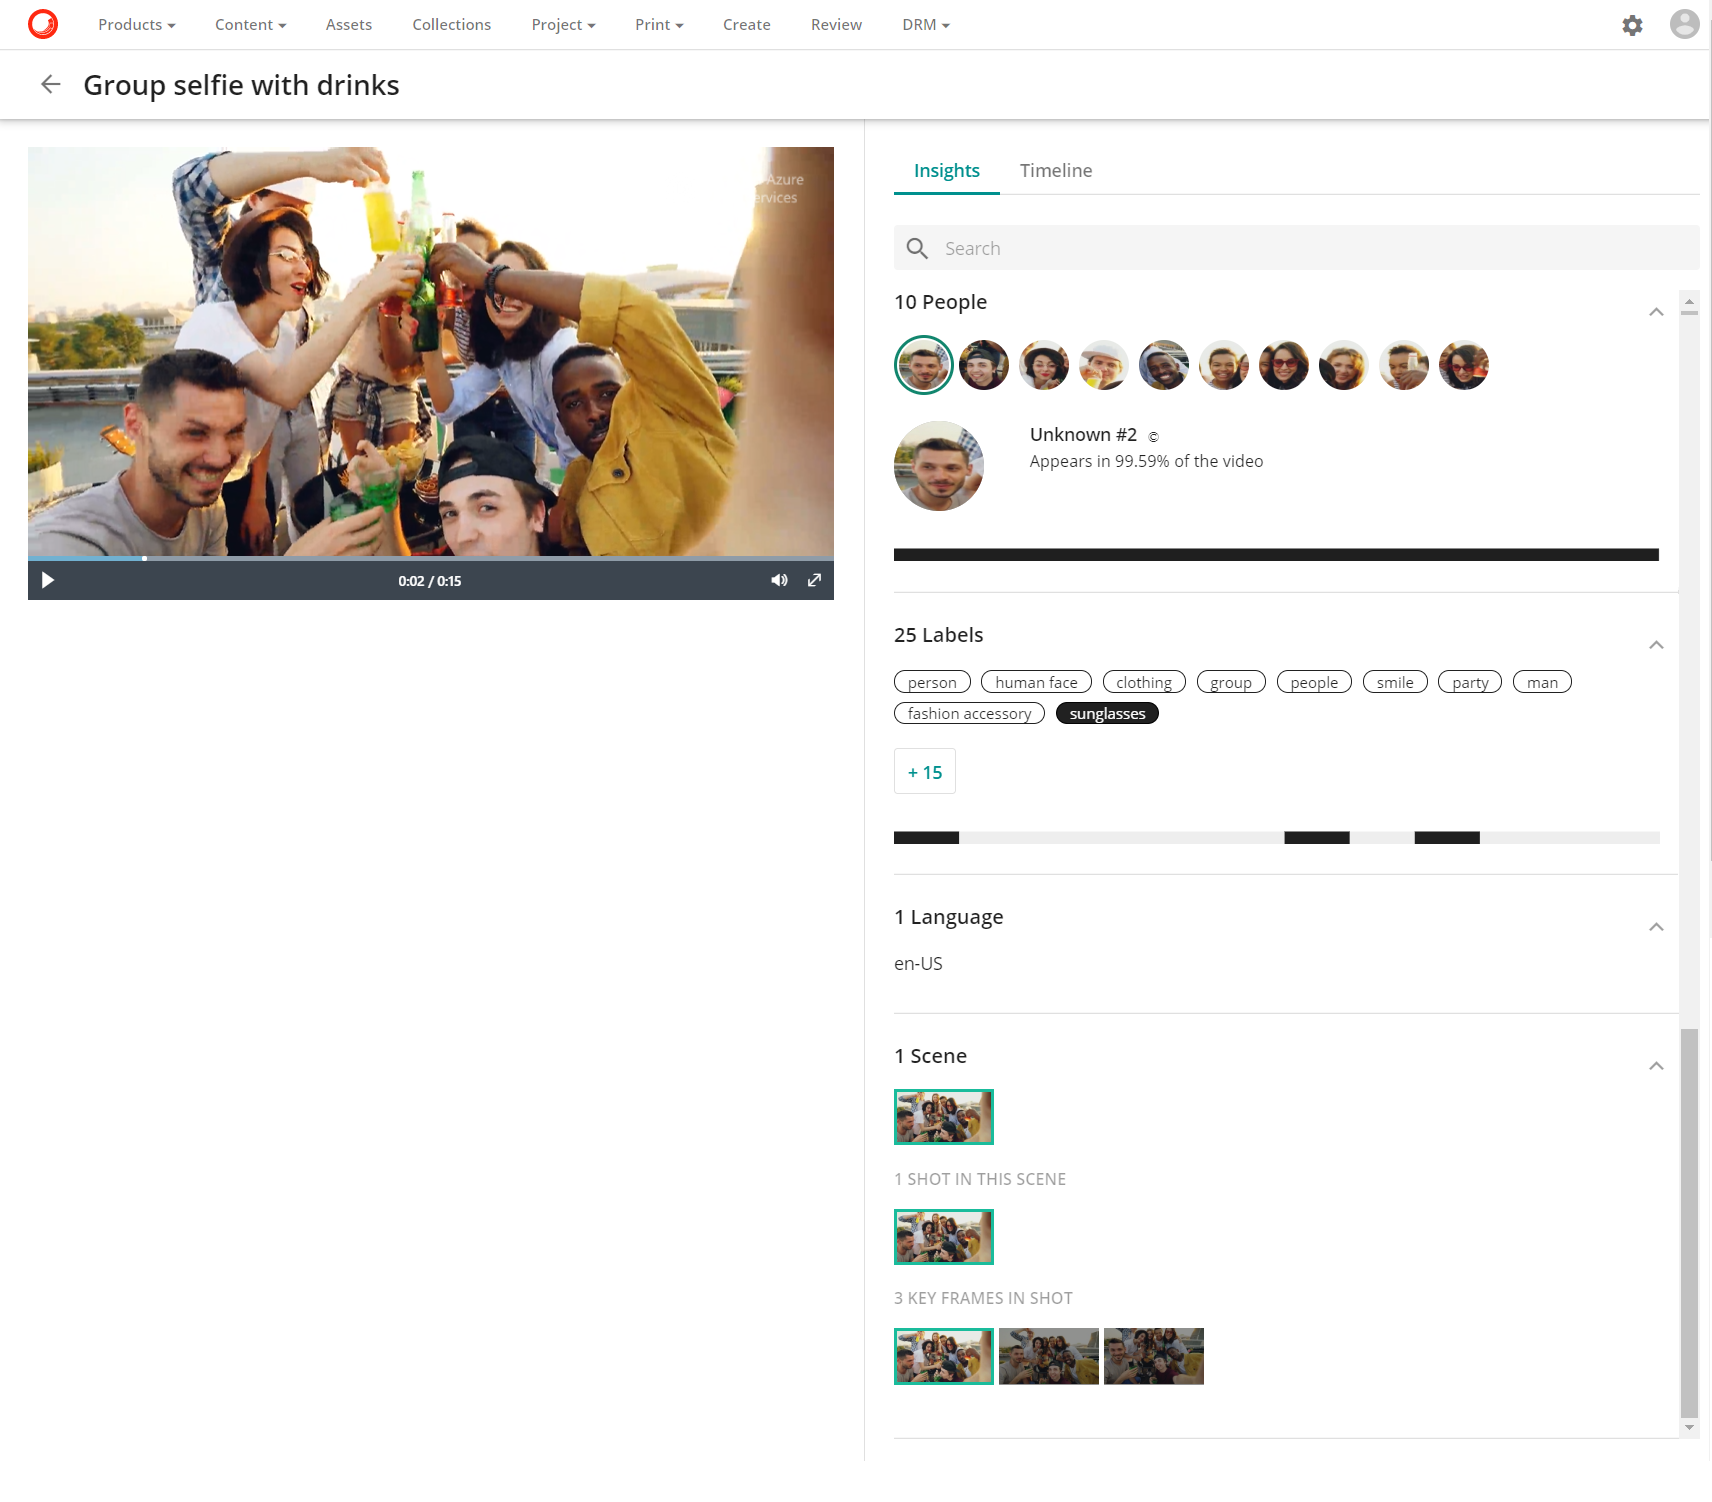 Products Content Assets Collections Project Print Create Review DRM
Group selfie with drinks
Azure
ervices
0:02 / 0:15
Insights Timeline
Search
10 People
Unknown #2 ©
Appears in 99.59% of the video
25 Labels
person human face clothing group people smile party man
fashion accessory sunglasses
+ 15
1 Language
en-US
1 Scene
1 SHOT IN THIS SCENE
3 KEY FRAMES IN SHOT